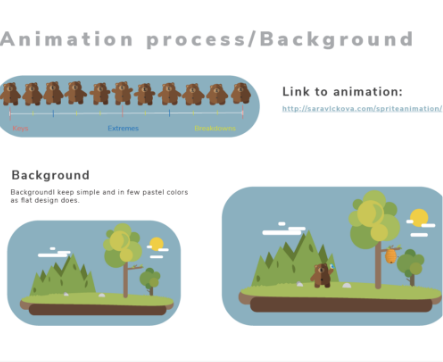 Animation process/Background
Link to animation:
http://saravickova.com/spriteanimation/
Keys
Extremes
Breakdowns
Background
BackgroundI keep simple and in few pastel colors
as flat design does.